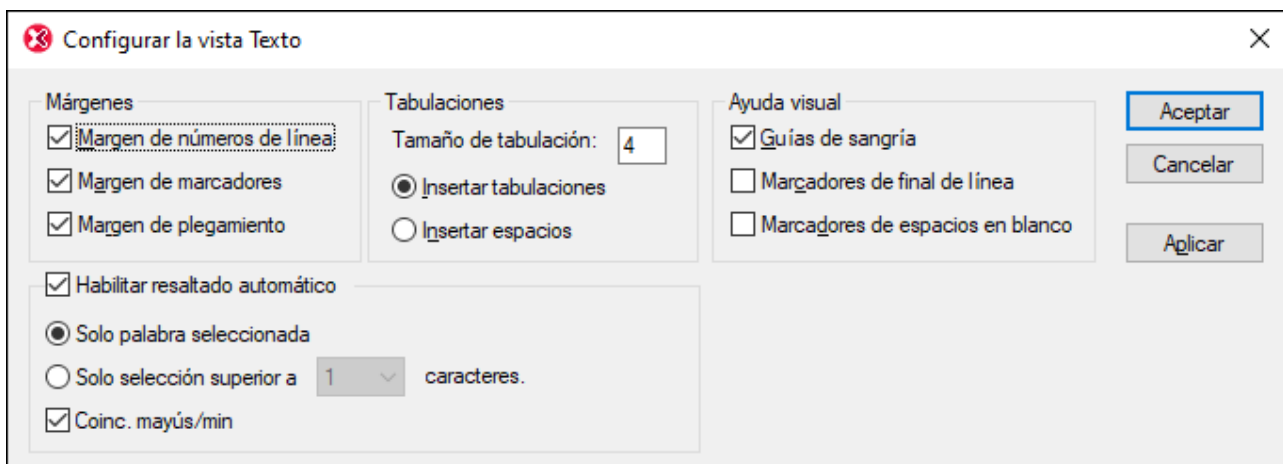 Configurar la vista Texto
Márgenes
Margen de números de línea
Margen de marcadores
Margen de plegamiento
Tabulaciones
Tamaño de tabulación: 4
Insertar tabulaciones
Insertar espacios
Ayuda visual
Guías de sangría
Marcadores de final de línea
Marcadores de espacios en blanco
Aceptar
Cancelar
Aplicar
Habilitar resaltado automático
Solo palabra seleccionada
Solo selección superior a 1 caracteres.
Coinc. mayús/min